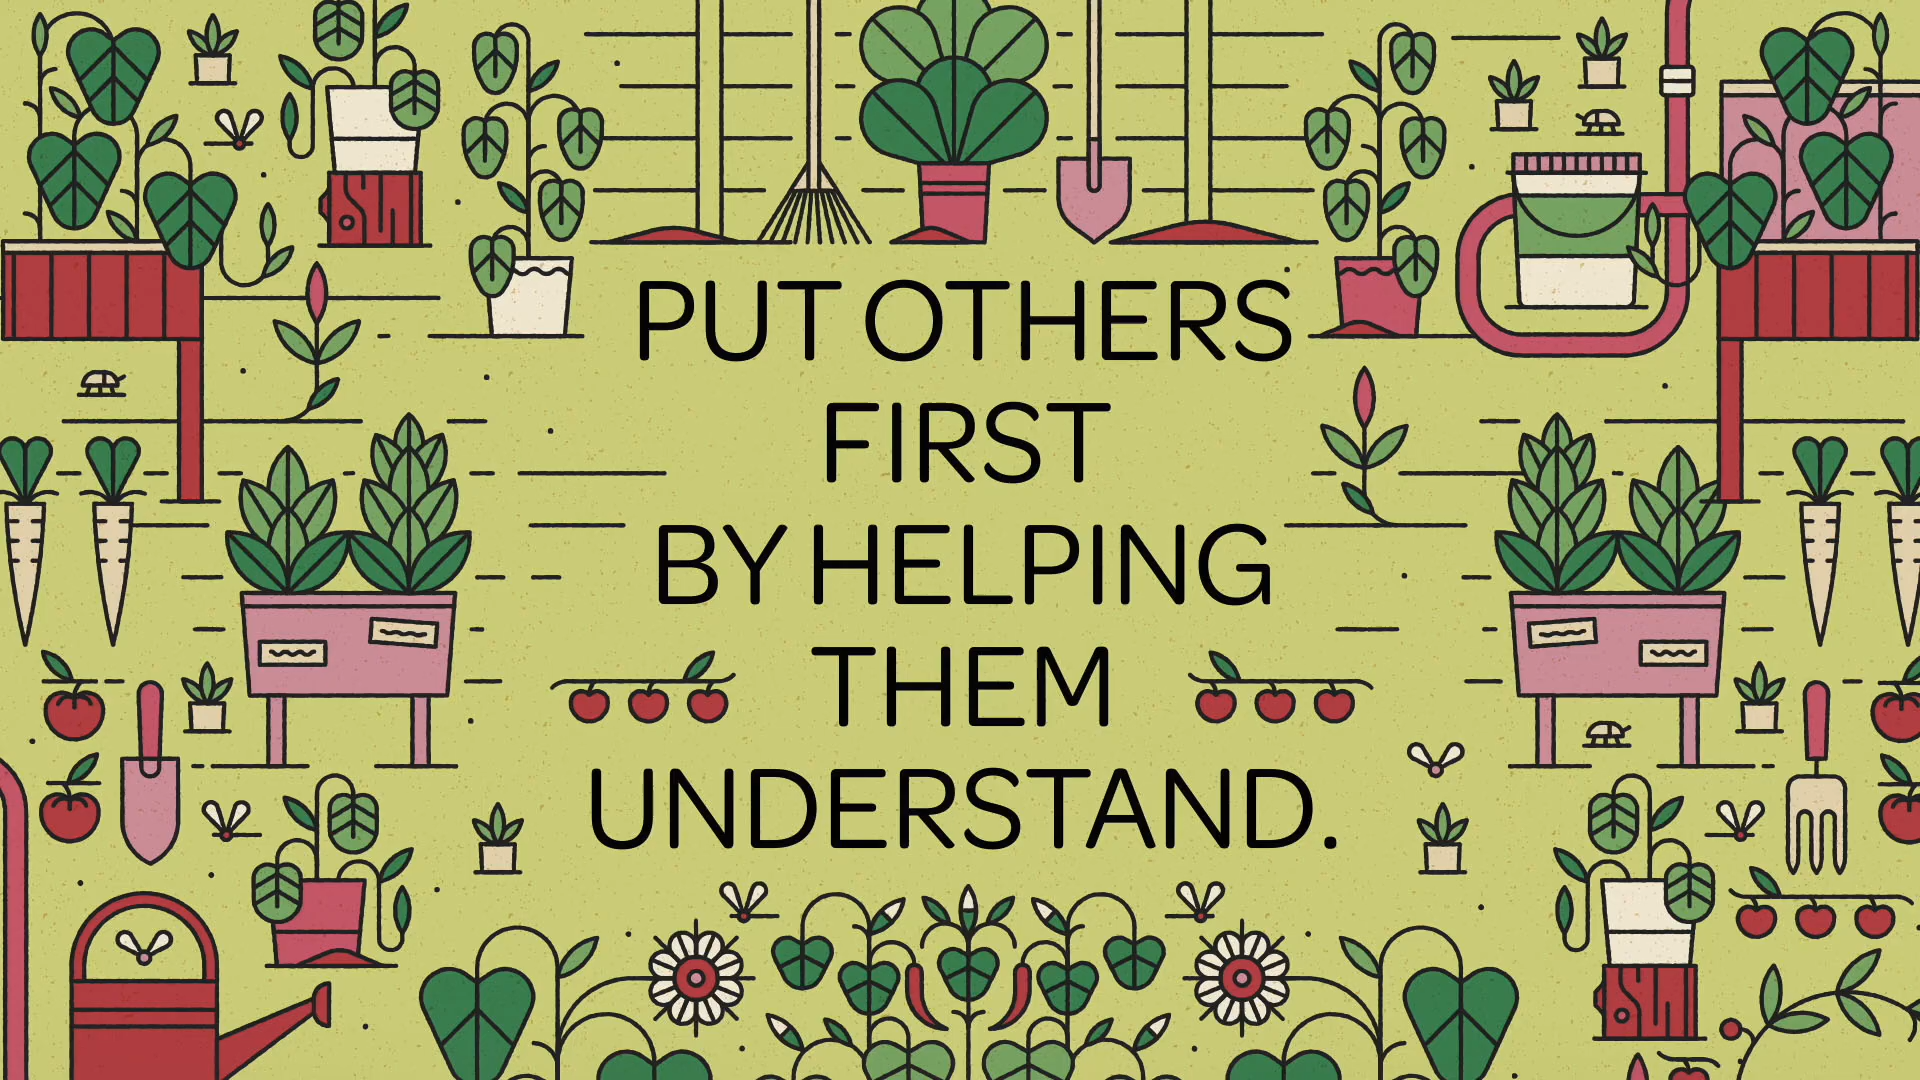 PUT OTHERS
FIRST
BY HELPING
THEM
UNDERSTAND.